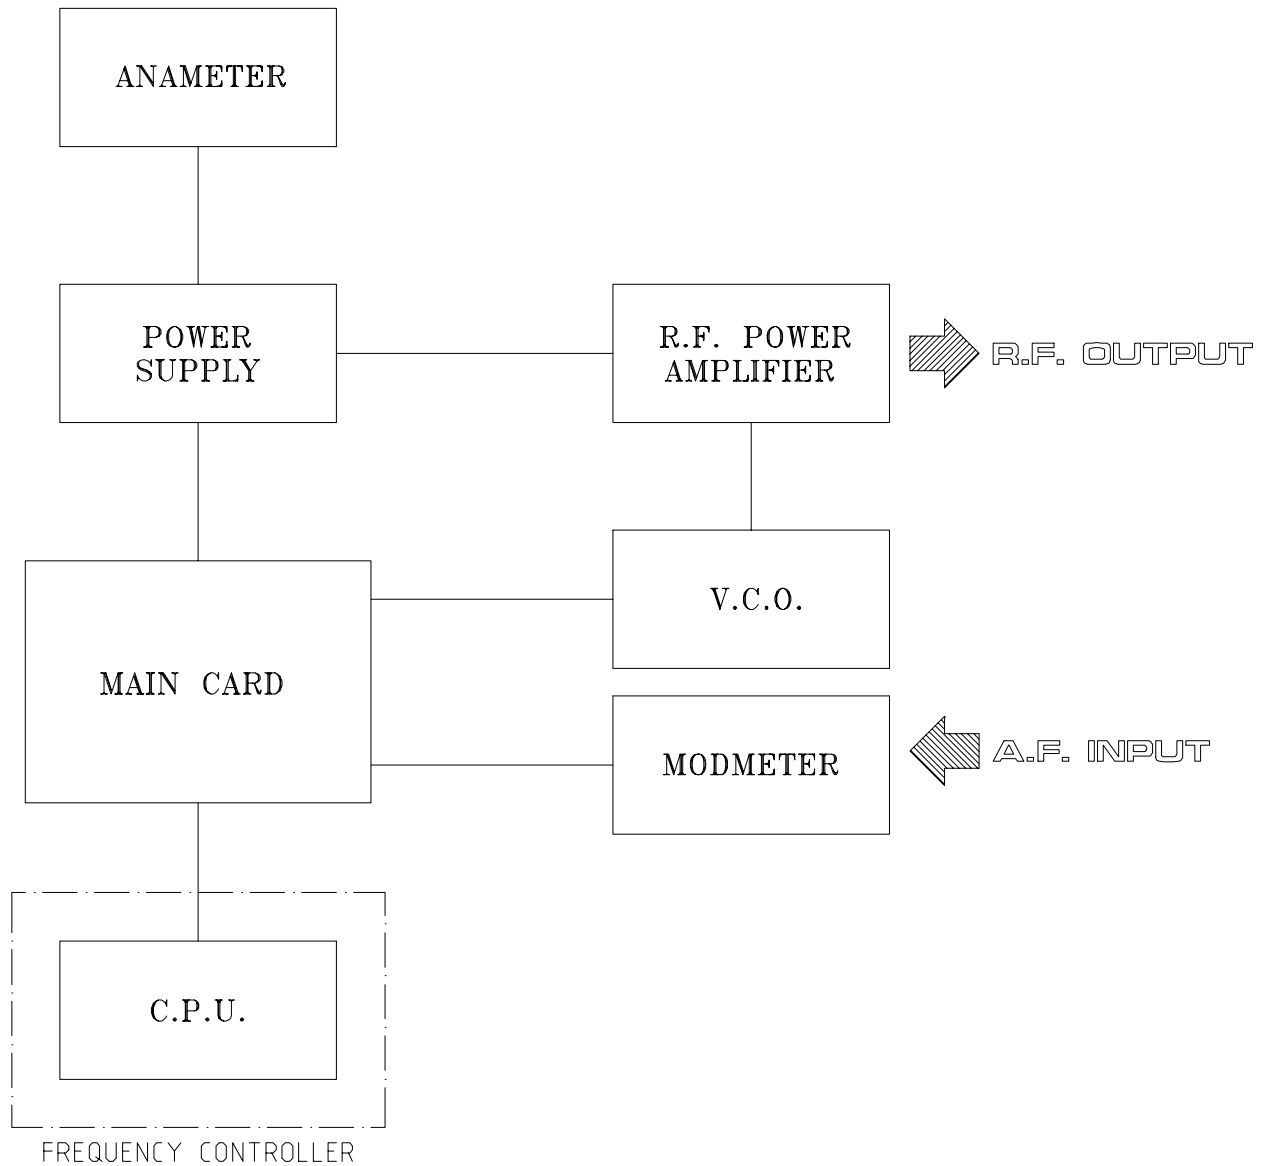 ANAMETER
POWER
SUPPLY
R.F. POWER
AMPLIFIER
R.F. OUTPUT
V.C.O.
MAIN CARD
MODMETER
A.F. INPUT
C.P.U.
FREQUENCY CONTROLLER